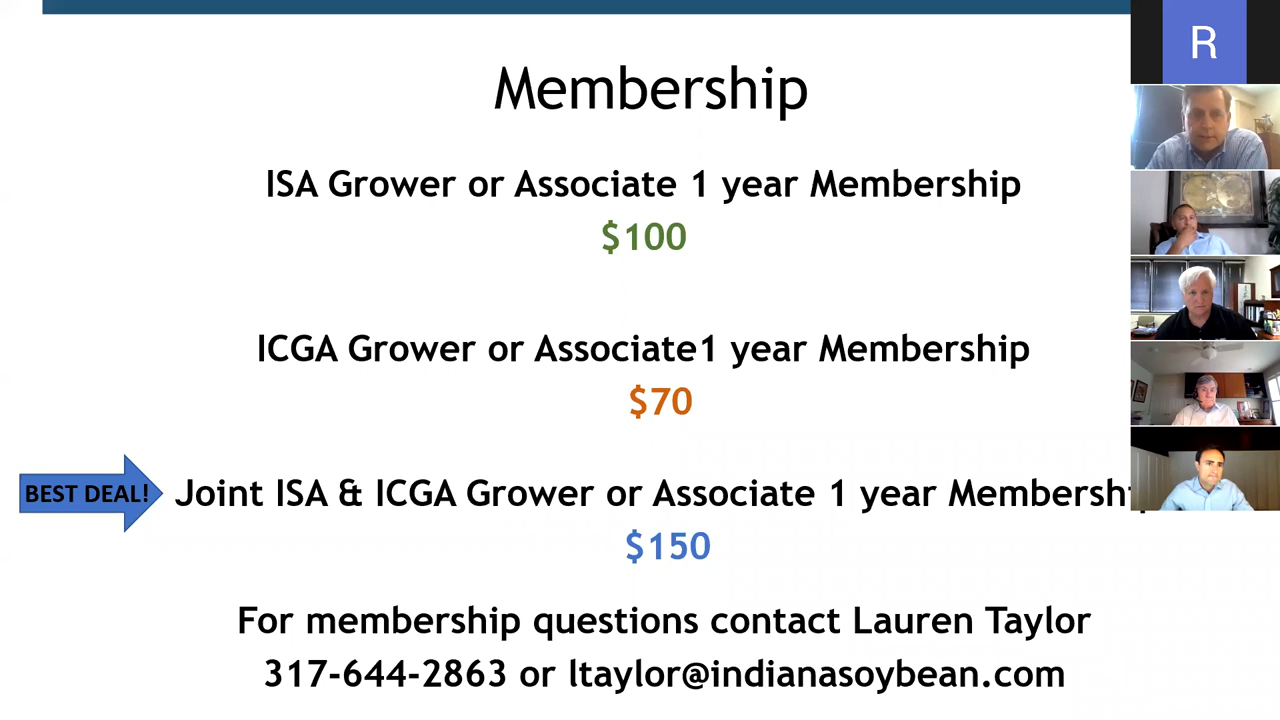 Membership
R
ISA Grower or Associate 1 year Membership
$100
ICGA Grower or Associate1 year Membership
$70
BEST DEAL!
Joint ISA & ICGA Grower or Associate 1 year Membershi
$150
For membership questions contact Lauren Taylor
317-644-2863 or ltaylor@indianasoybean.com